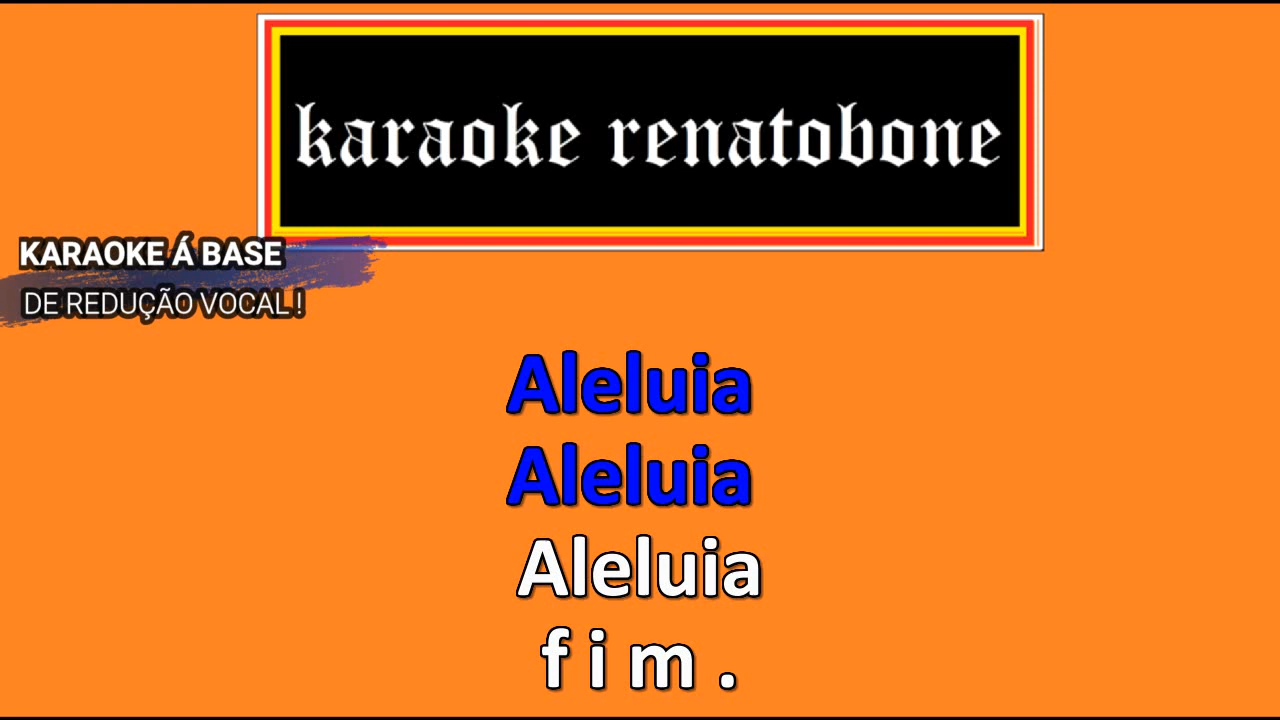 karaoke renatobone
KARAOKE Á BASE
DE REDUÇÃO VOCAL !
Aleluia
Aleluia
Aleluia
f i m .